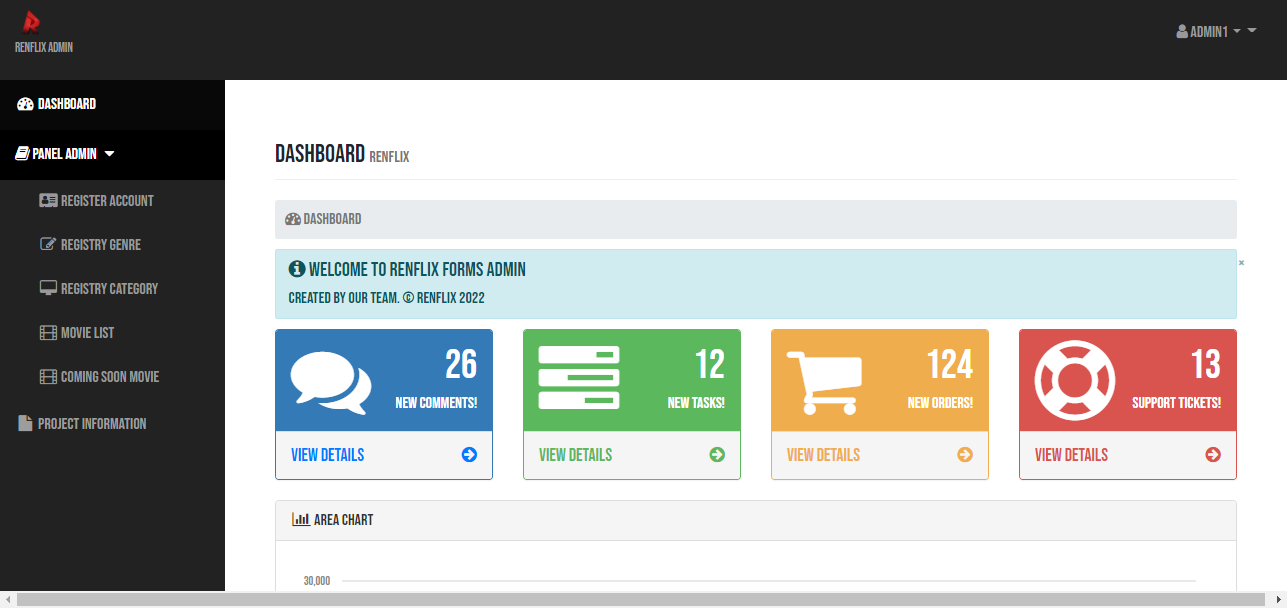 RENFLIX ADMIN
ADMIN1
DASHBOARD
PANEL ADMIN
REGISTER ACCOUNT
REGISTRY GENRE
REGISTRY CATEGORY
MOVIE LIST
COMING SOON MOVIE
PROJECT INFORMATION
DASHBOARD RENFLIX
DASHBOARD
WELCOME TO RENFLIX FORMS ADMIN
×
CREATED BY OUR TEAM. © RENFLIX 2022
26
NEW COMMENTS!
VIEW DETAILS
12
NEW TASKS!
VIEW DETAILS
124
NEW ORDERS!
VIEW DETAILS
13
SUPPORT TICKETS!
VIEW DETAILS
AREA CHART
30,000